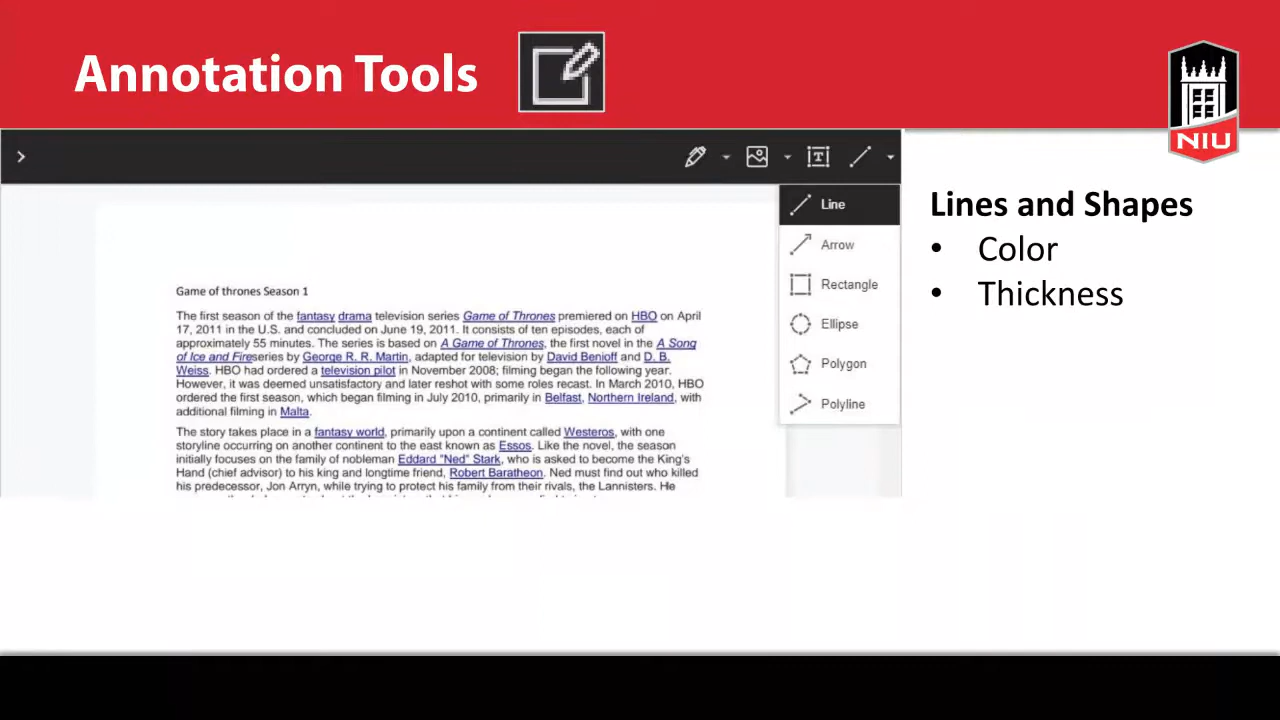 Annotation Tools
NIU
Line
Arrow
Rectangle
Ellipse
Polygon
Polyline
Lines and Shapes
• Color
• Thickness
Game of thrones Season 1
The first season of the fantasy drama television series Game of Thrones premiered on HBO on April
17, 2011 in the U.S. and concluded on June 19, 2011. It consists of ten episodes, each of
approximately 55 minutes. The series is based on A Game of Thrones, the first novel in the A Song
of Ice and Fireseries by George R. R. Martin, adapted for television by David Benioff and D. B.
Weiss. HBO had ordered a television pilot in November 2008; filming began the following year.
However, it was deemed unsatisfactory and later reshot with some roles recast. In March 2010, HBO
ordered the first season, which began filming in July 2010, primarily in Belfast, Northern Ireland, with
additional filming in Malta.
The story takes place in a fantasy world, primarily upon a continent called Westeros, with one
storyline occurring on another continent to the east known as Essos. Like the novel, the season
initially focuses on the family of nobleman Eddard "Ned" Stark, who is asked to become the King's
Hand (chief advisor) to his king and longtime friend, Robert Baratheon. Ned must find out who killed
his predecessor, Jon Arryn, while trying to protect his family from their rivals, the Lannisters. He